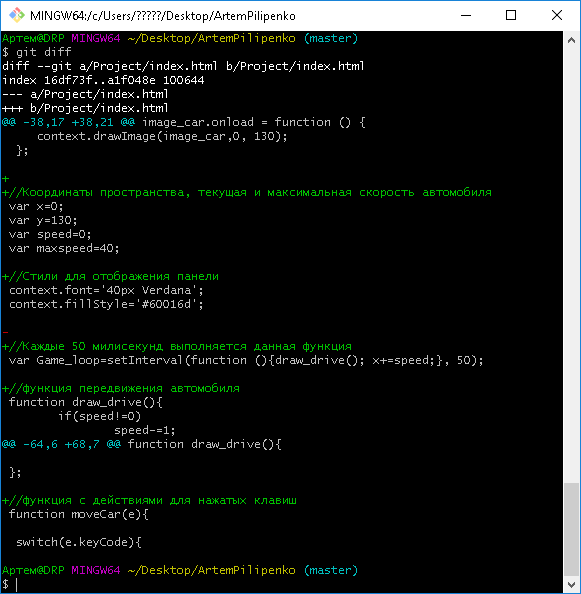 MINGW64:/c/Users/?????/Desktop/ArtemPilipenko
Артем@DRP MINGW64 ~/Desktop/ArtemPilipenko (master)
$ git diff
diff --git a/Project/index.html b/Project/index.html
index 16df73f..a1f048e 100644
--- a/Project/index.html
+++ b/Project/index.html
@@ -38,17 +38,21 @@ image_car.onload = function () {
     context.drawImage(image_car,0, 130);
  };

+
+//Координаты пространства, текущая и максимальная скорость автомобиля
 var x=0;
 var y=130;
 var speed=0;
 var maxspeed=40;

+//Стили для отображения панели
 context.font='40px Verdana';
 context.fillStyle='#60016d';

-
+//Каждые 50 милисекунд выполняется данная функция
 var Game_loop=setInterval(function (){draw_drive(); x+=speed;}, 50);

+//функция передвижения автомобиля
 function draw_drive(){
        if(speed!=0)
                speed-=1;
@@ -64,6 +68,7 @@ function draw_drive(){

 };

+//функция с действиями для нажатых клавиш
 function moveCar(e){

  switch(e.keyCode){

Артем@DRP MINGW64 ~/Desktop/ArtemPilipenko (master)
$